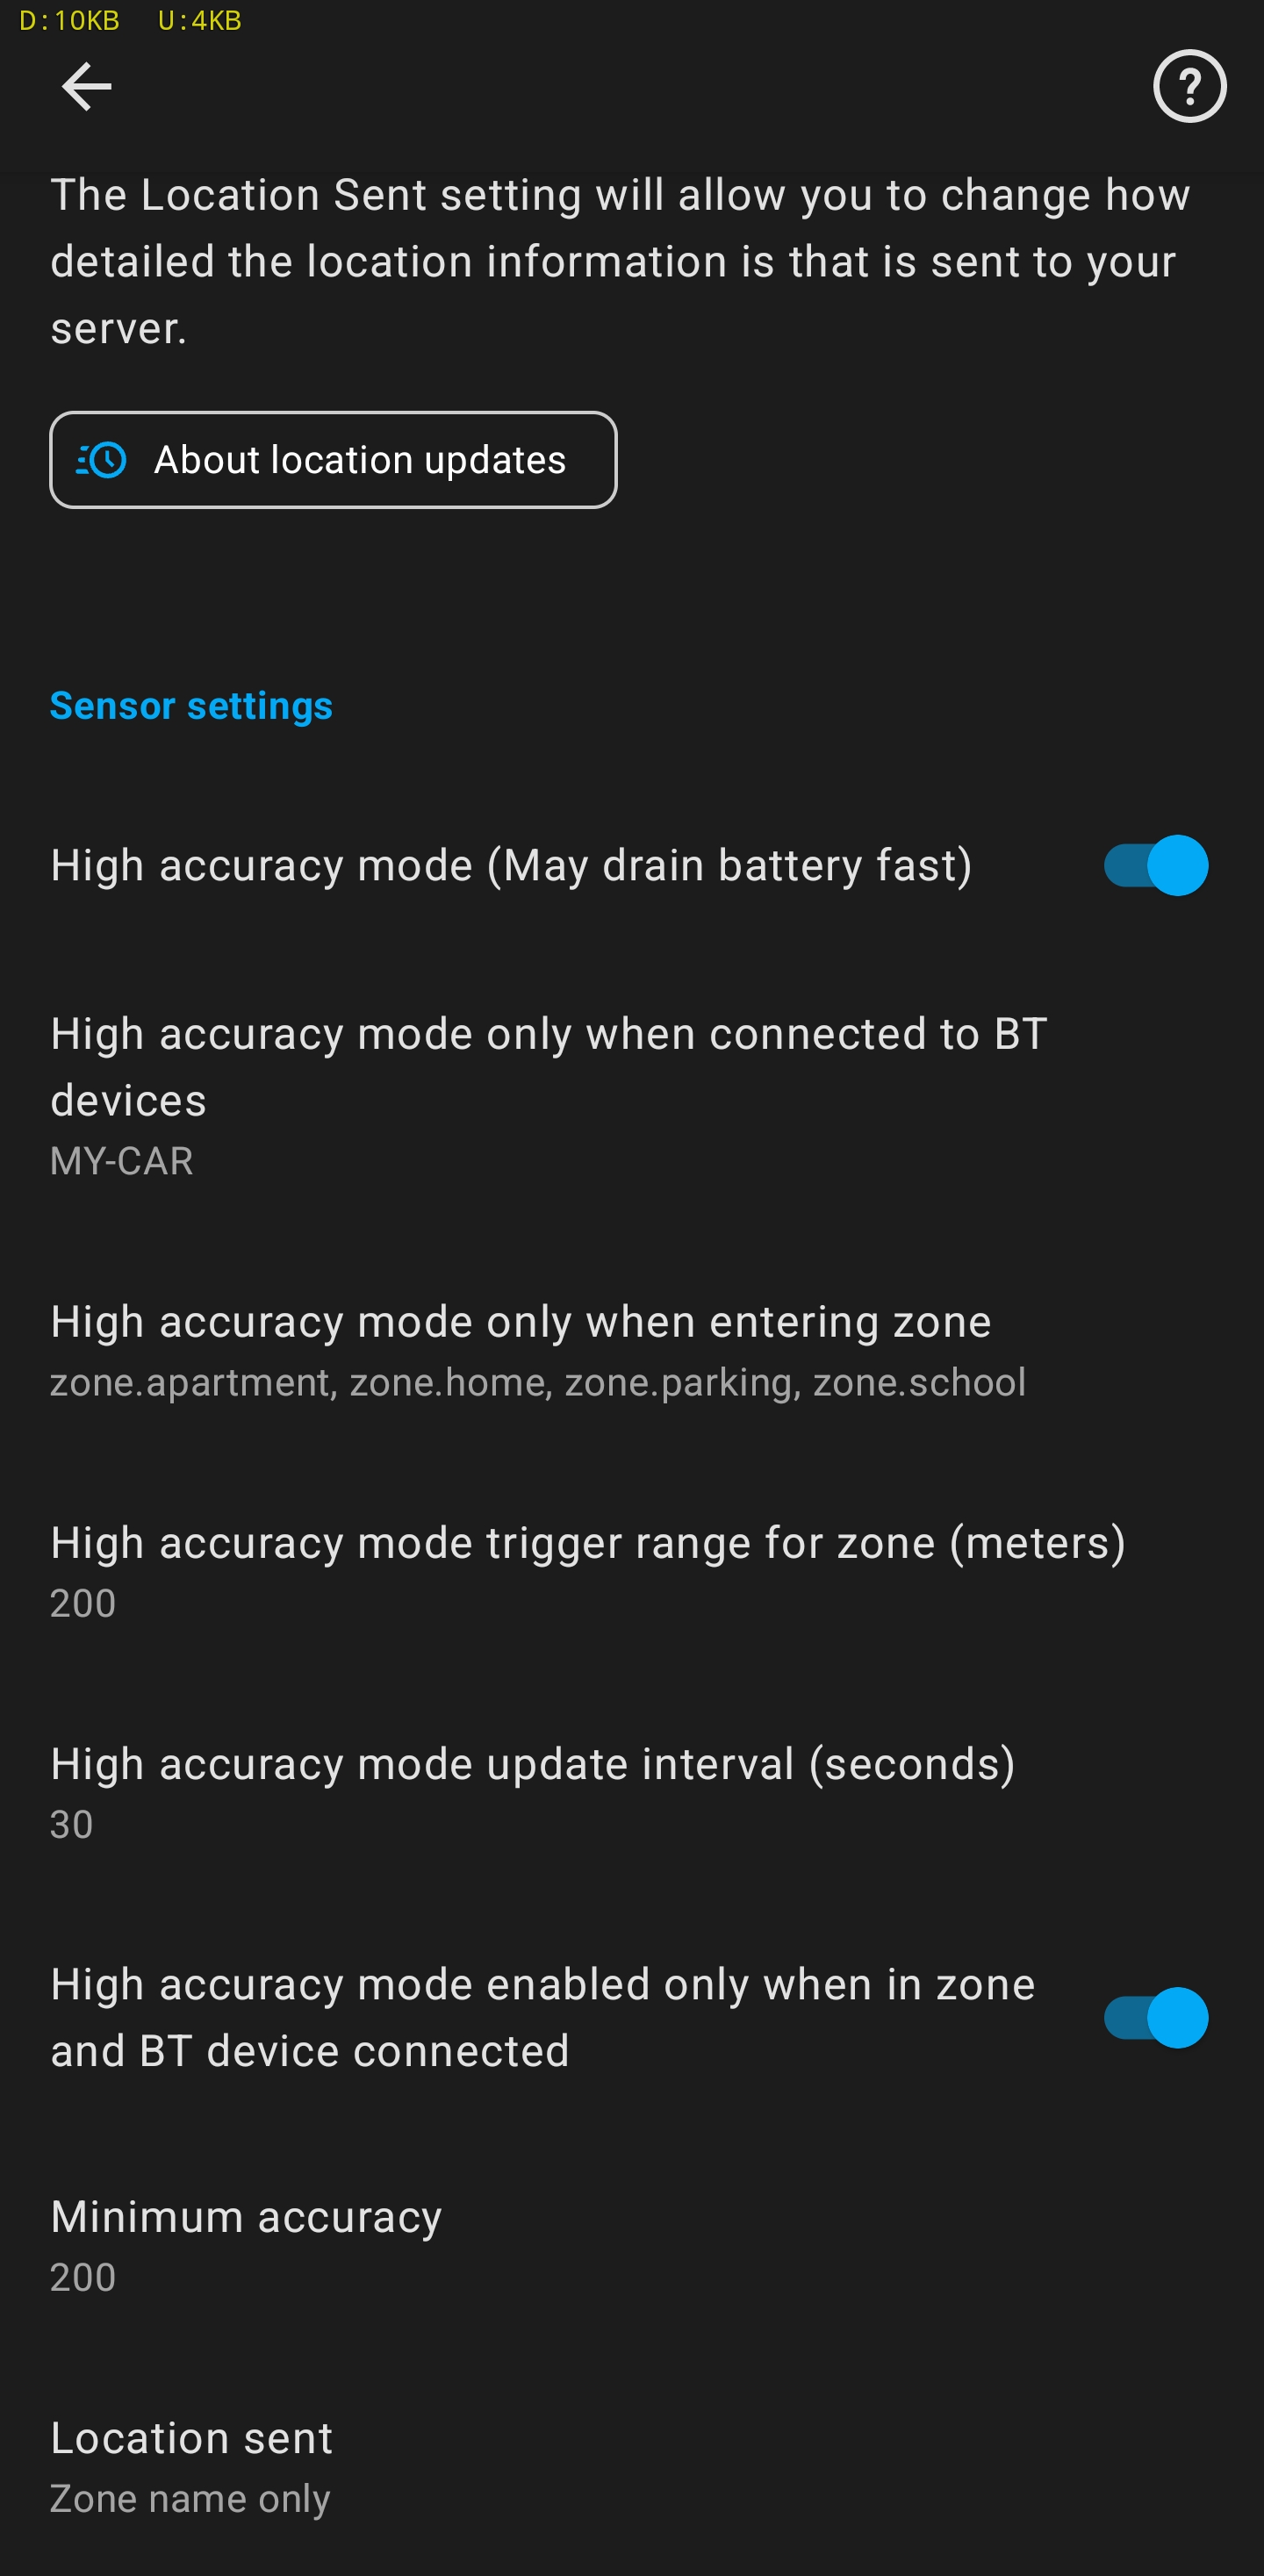 D:10KB U:4KB
?
The Location Sent setting will allow you to change how
detailed the location information is that is sent to your
server.
About location updates
Sensor settings
High accuracy mode (May drain battery fast)
High accuracy mode only when connected to BT
devices
MY-CAR
High accuracy mode only when entering zone
zone.apartment, zone.home, zone.parking, zone.school
High accuracy mode trigger range for zone (meters)
200
High accuracy mode update interval (seconds)
30
High accuracy mode enabled only when in zone
and BT device connected
Minimum accuracy
200
Location sent
Zone name only